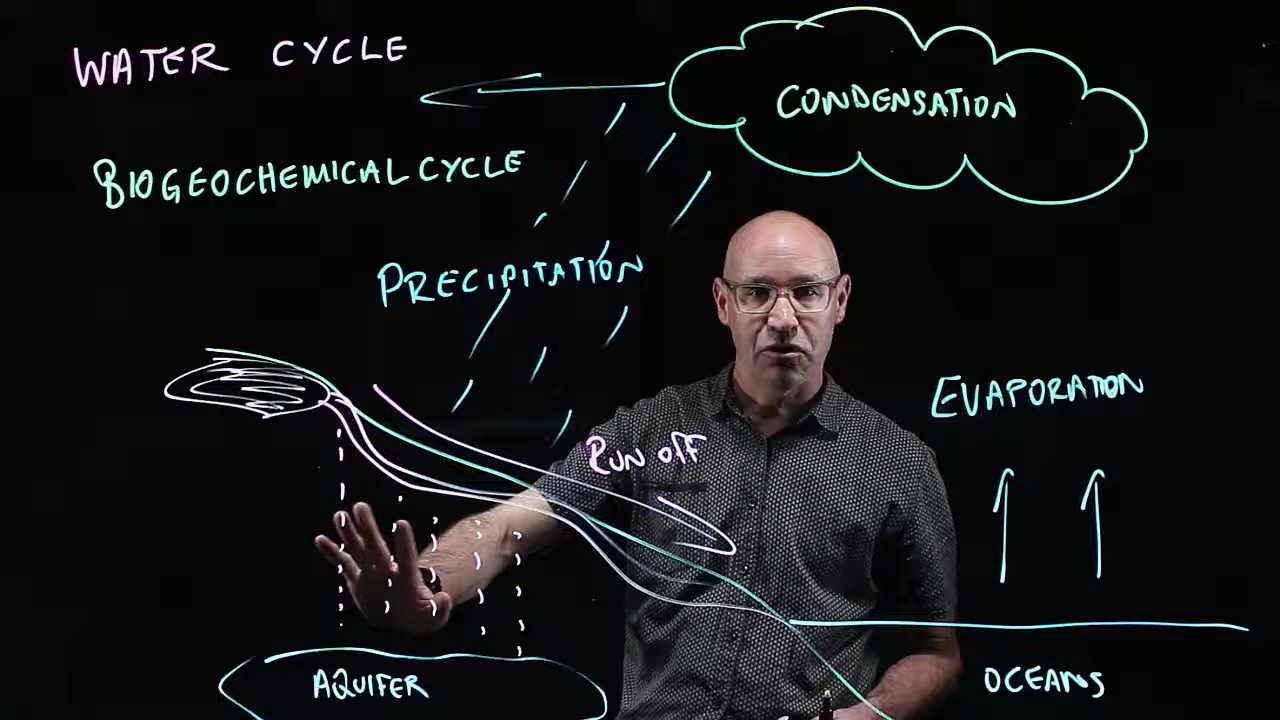 WATER CYCLE
CONDENSATION
BIOGEOCHEMICAL CYCLE
PRECIPITATION
EVAPORATION
RUN off
AQUIFER
OCEANS